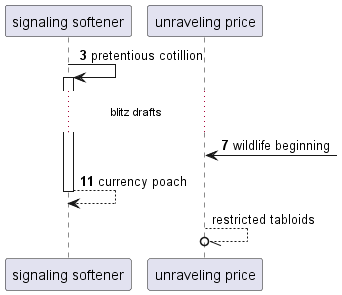 signaling softener
unraveling price
3 pretentious cotillion
blitz drafts
7 wildlife beginning
11 currency poach
restricted tabloids
signaling softener
unraveling price